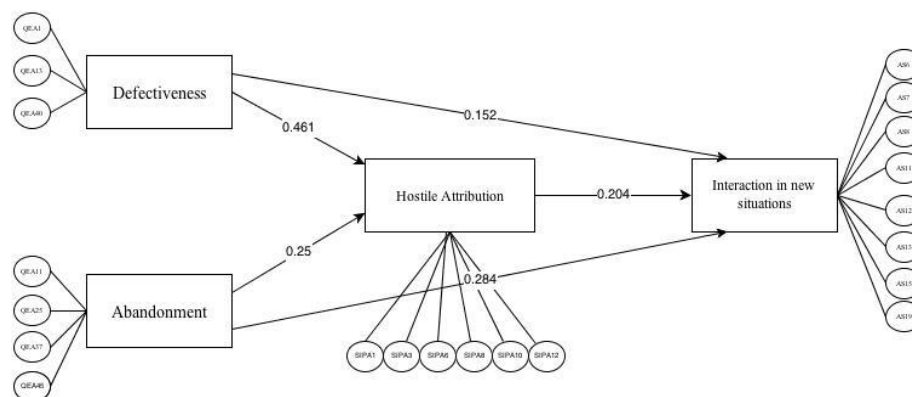 QEA1
QEA13
QEA40
Defectiveness
0.152
0.461
AS6
AS7
AS8
AS11
AS12
AS13
AS15
AS19
Hostile Attribution
0.204
Interaction in new
situations
0.25
0.284
QEA11
QEA25
QEA37
QEA46
Abandonment
SIPA1
SIPA3
SIPA6
SIPA8
SIPA10
SIPA12